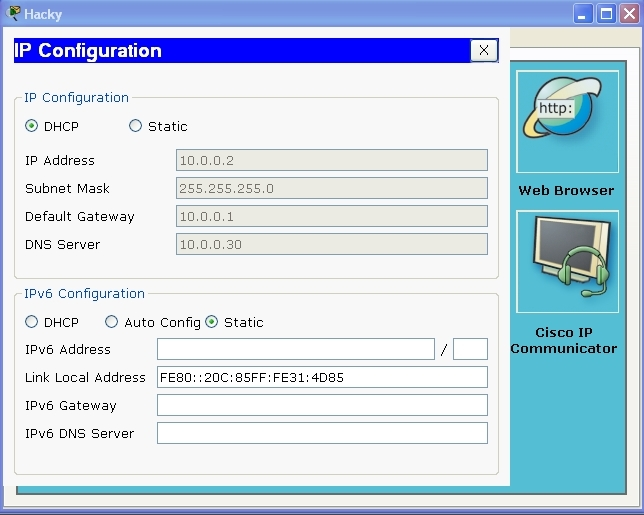 Hacky
IP Configuration X
IP Configuration
DHCP Static
IP Address 10.0.0.2
Subnet Mask 255.255.255.0
Default Gateway 10.0.0.1
DNS Server 10.0.0.30
IPv6 Configuration
DHCP Auto Config Static
IPv6 Address /
Link Local Address FE80::20C:85FF:FE31:4D85
IPv6 Gateway
IPv6 DNS Server
http:
Web Browser
Cisco IP
Communicator